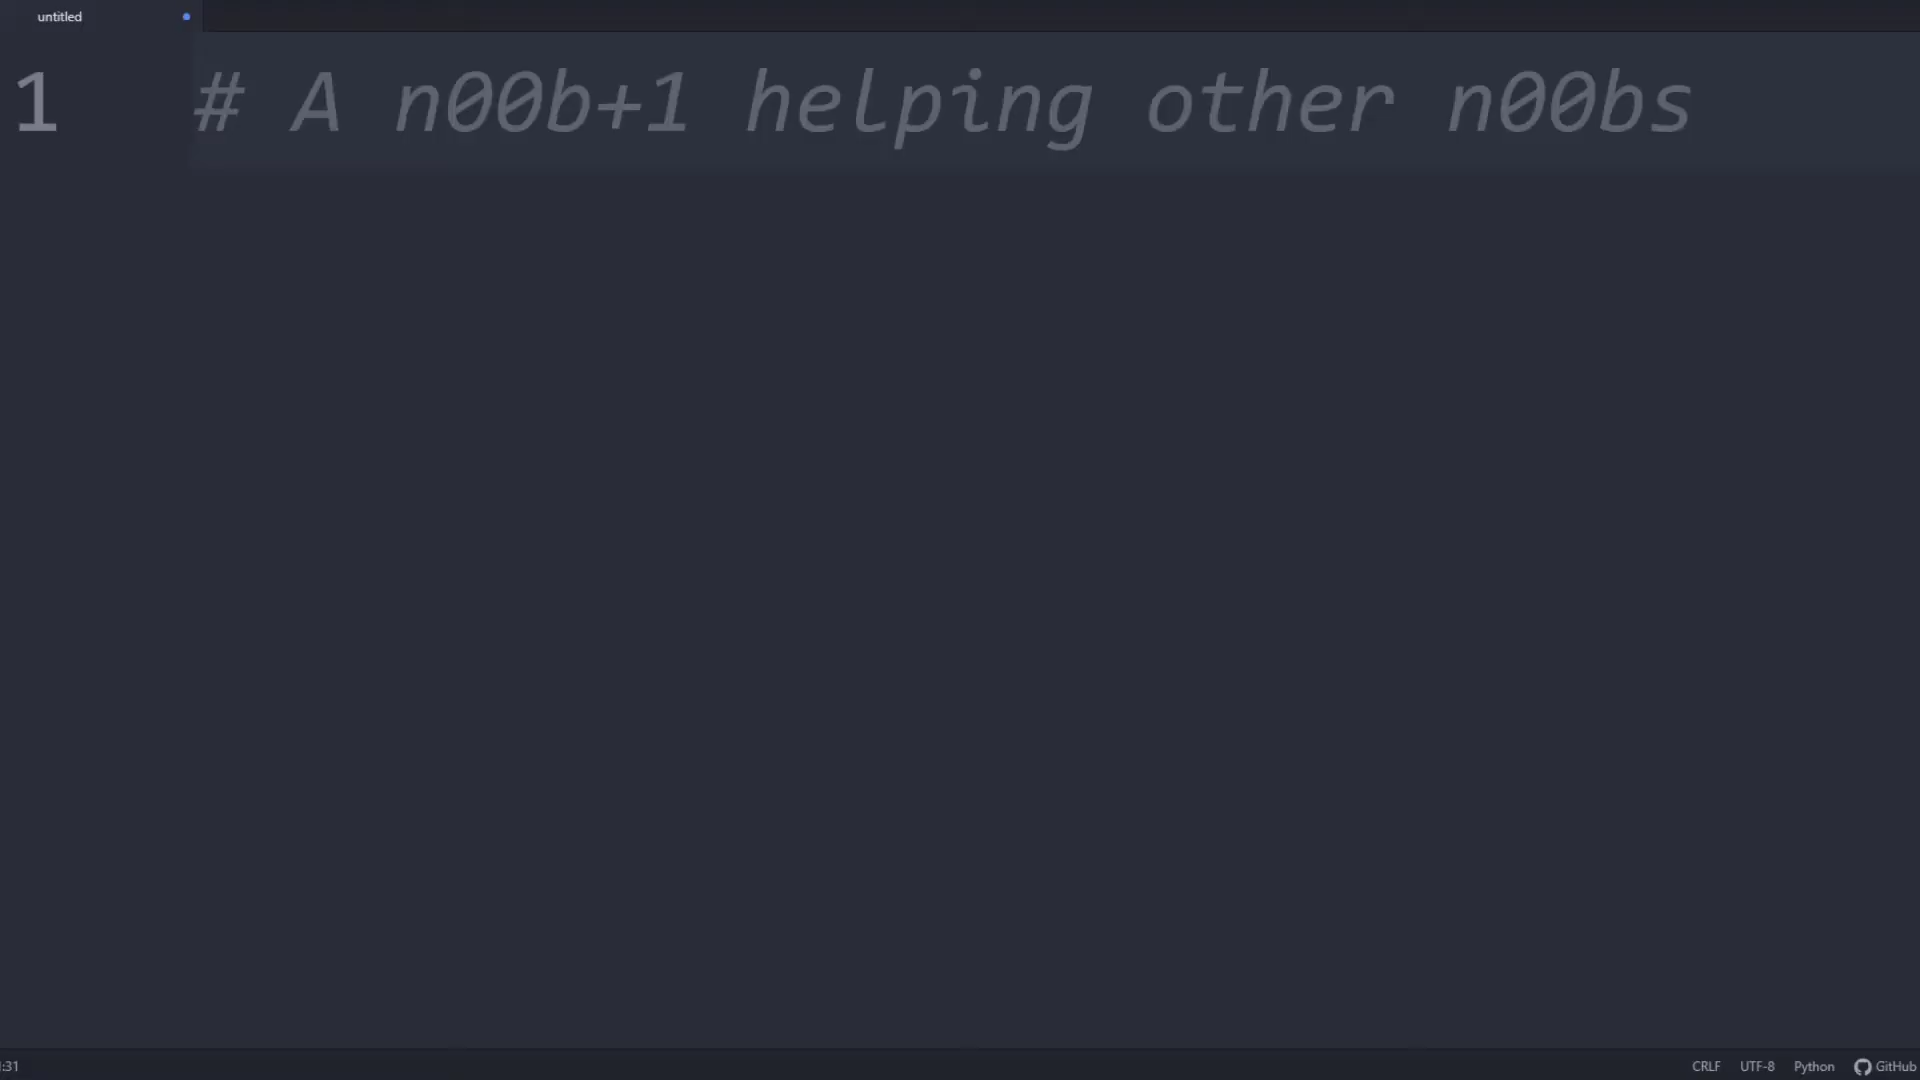 untitled
1 # A n00b+1 helping other n00bs
:31 CRLF UTF-8 Python GitHub